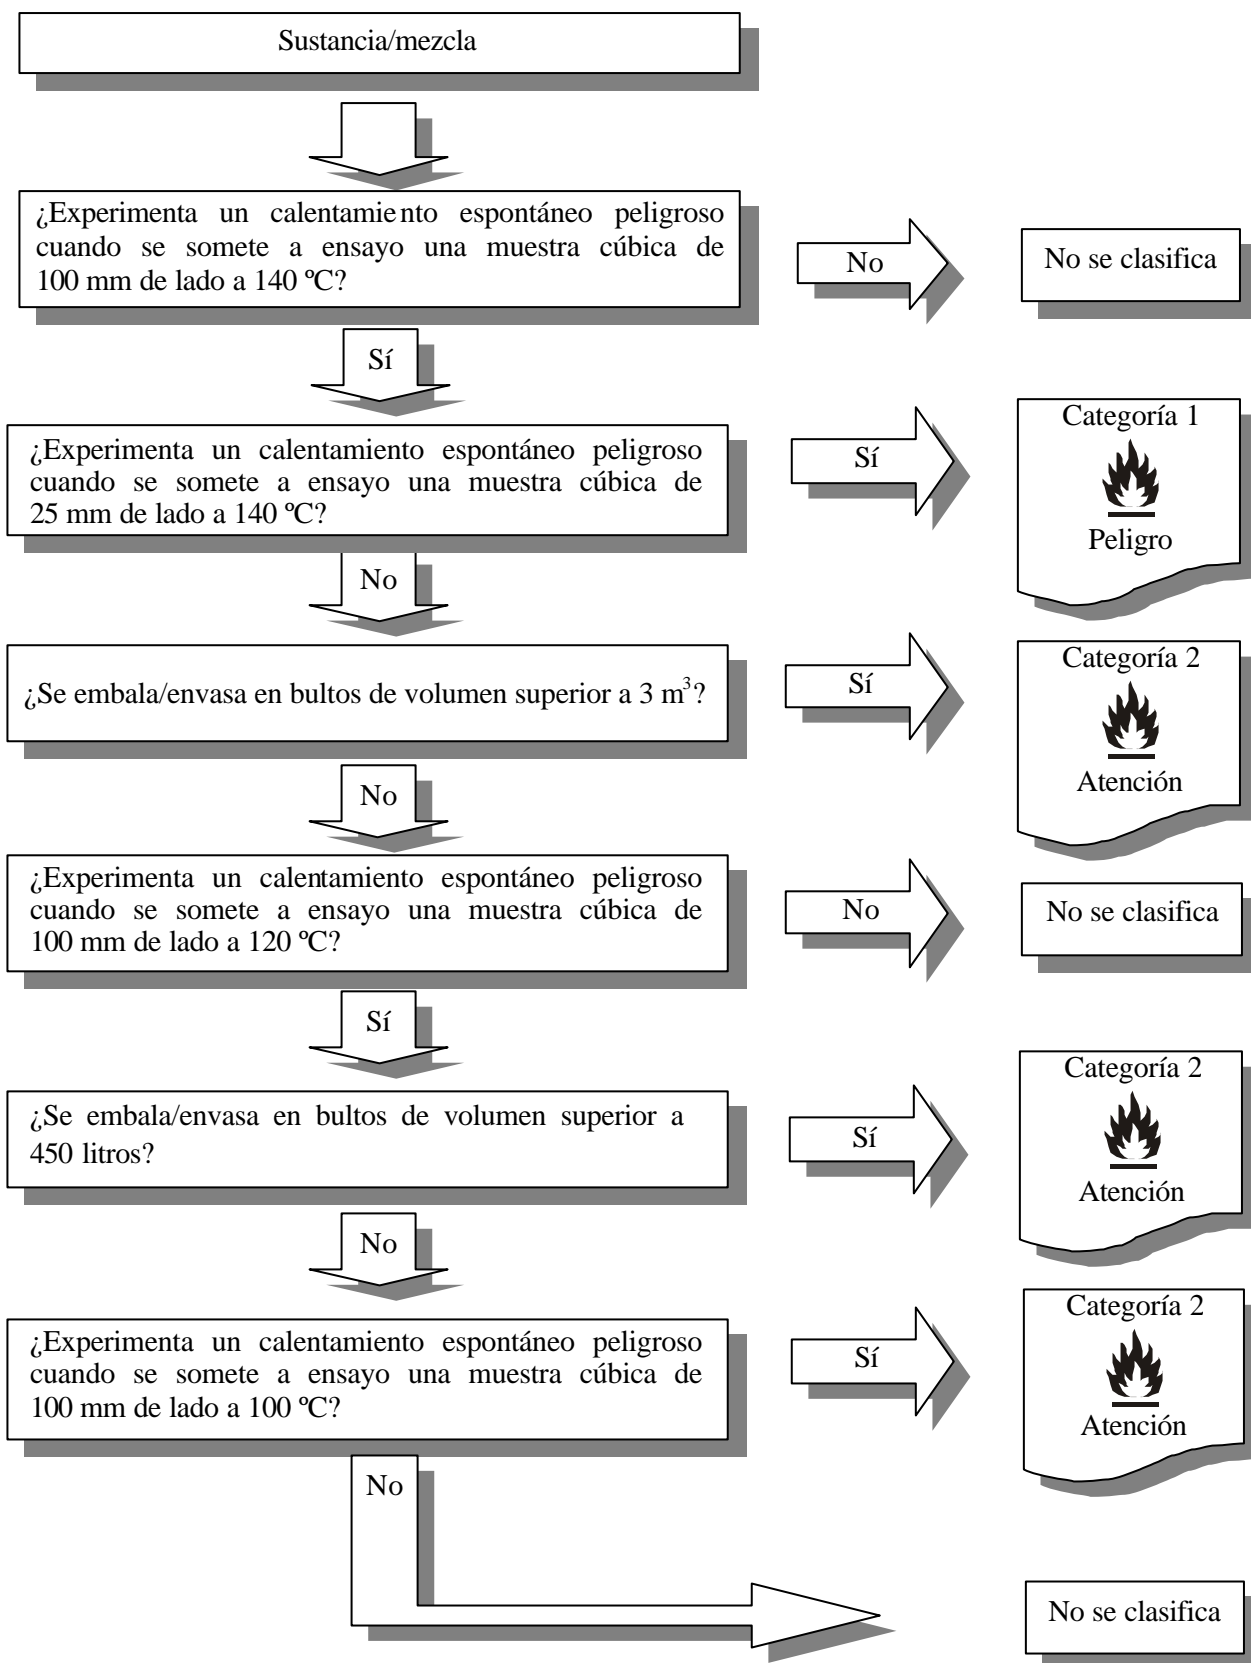 Sustancia/mezcla
¿Experimenta un calentamiento espontáneo peligroso
cuando se somete a ensayo una muestra cúbica de
100 mm de lado a 140 ºC?
No
No se clasifica
Sí
¿Experimenta un calentamiento espontáneo peligroso
cuando se somete a ensayo una muestra cúbica de
25 mm de lado a 140 ºC?
Sí
Categoría 1
Peligro
No
¿Se embala/envasa en bultos de volumen superior a 3 m³?
Sí
Categoría 2
Atención
No
¿Experimenta un calentamiento espontáneo peligroso
cuando se somete a ensayo una muestra cúbica de
100 mm de lado a 120 ºC?
No
No se clasifica
Sí
¿Se embala/envasa en bultos de volumen superior a
450 litros?
Sí
Categoría 2
Atención
No
¿Experimenta un calentamiento espontáneo peligroso
cuando se somete a ensayo una muestra cúbica de
100 mm de lado a 100 ºC?
Sí
Categoría 2
Atención
No
No se clasifica